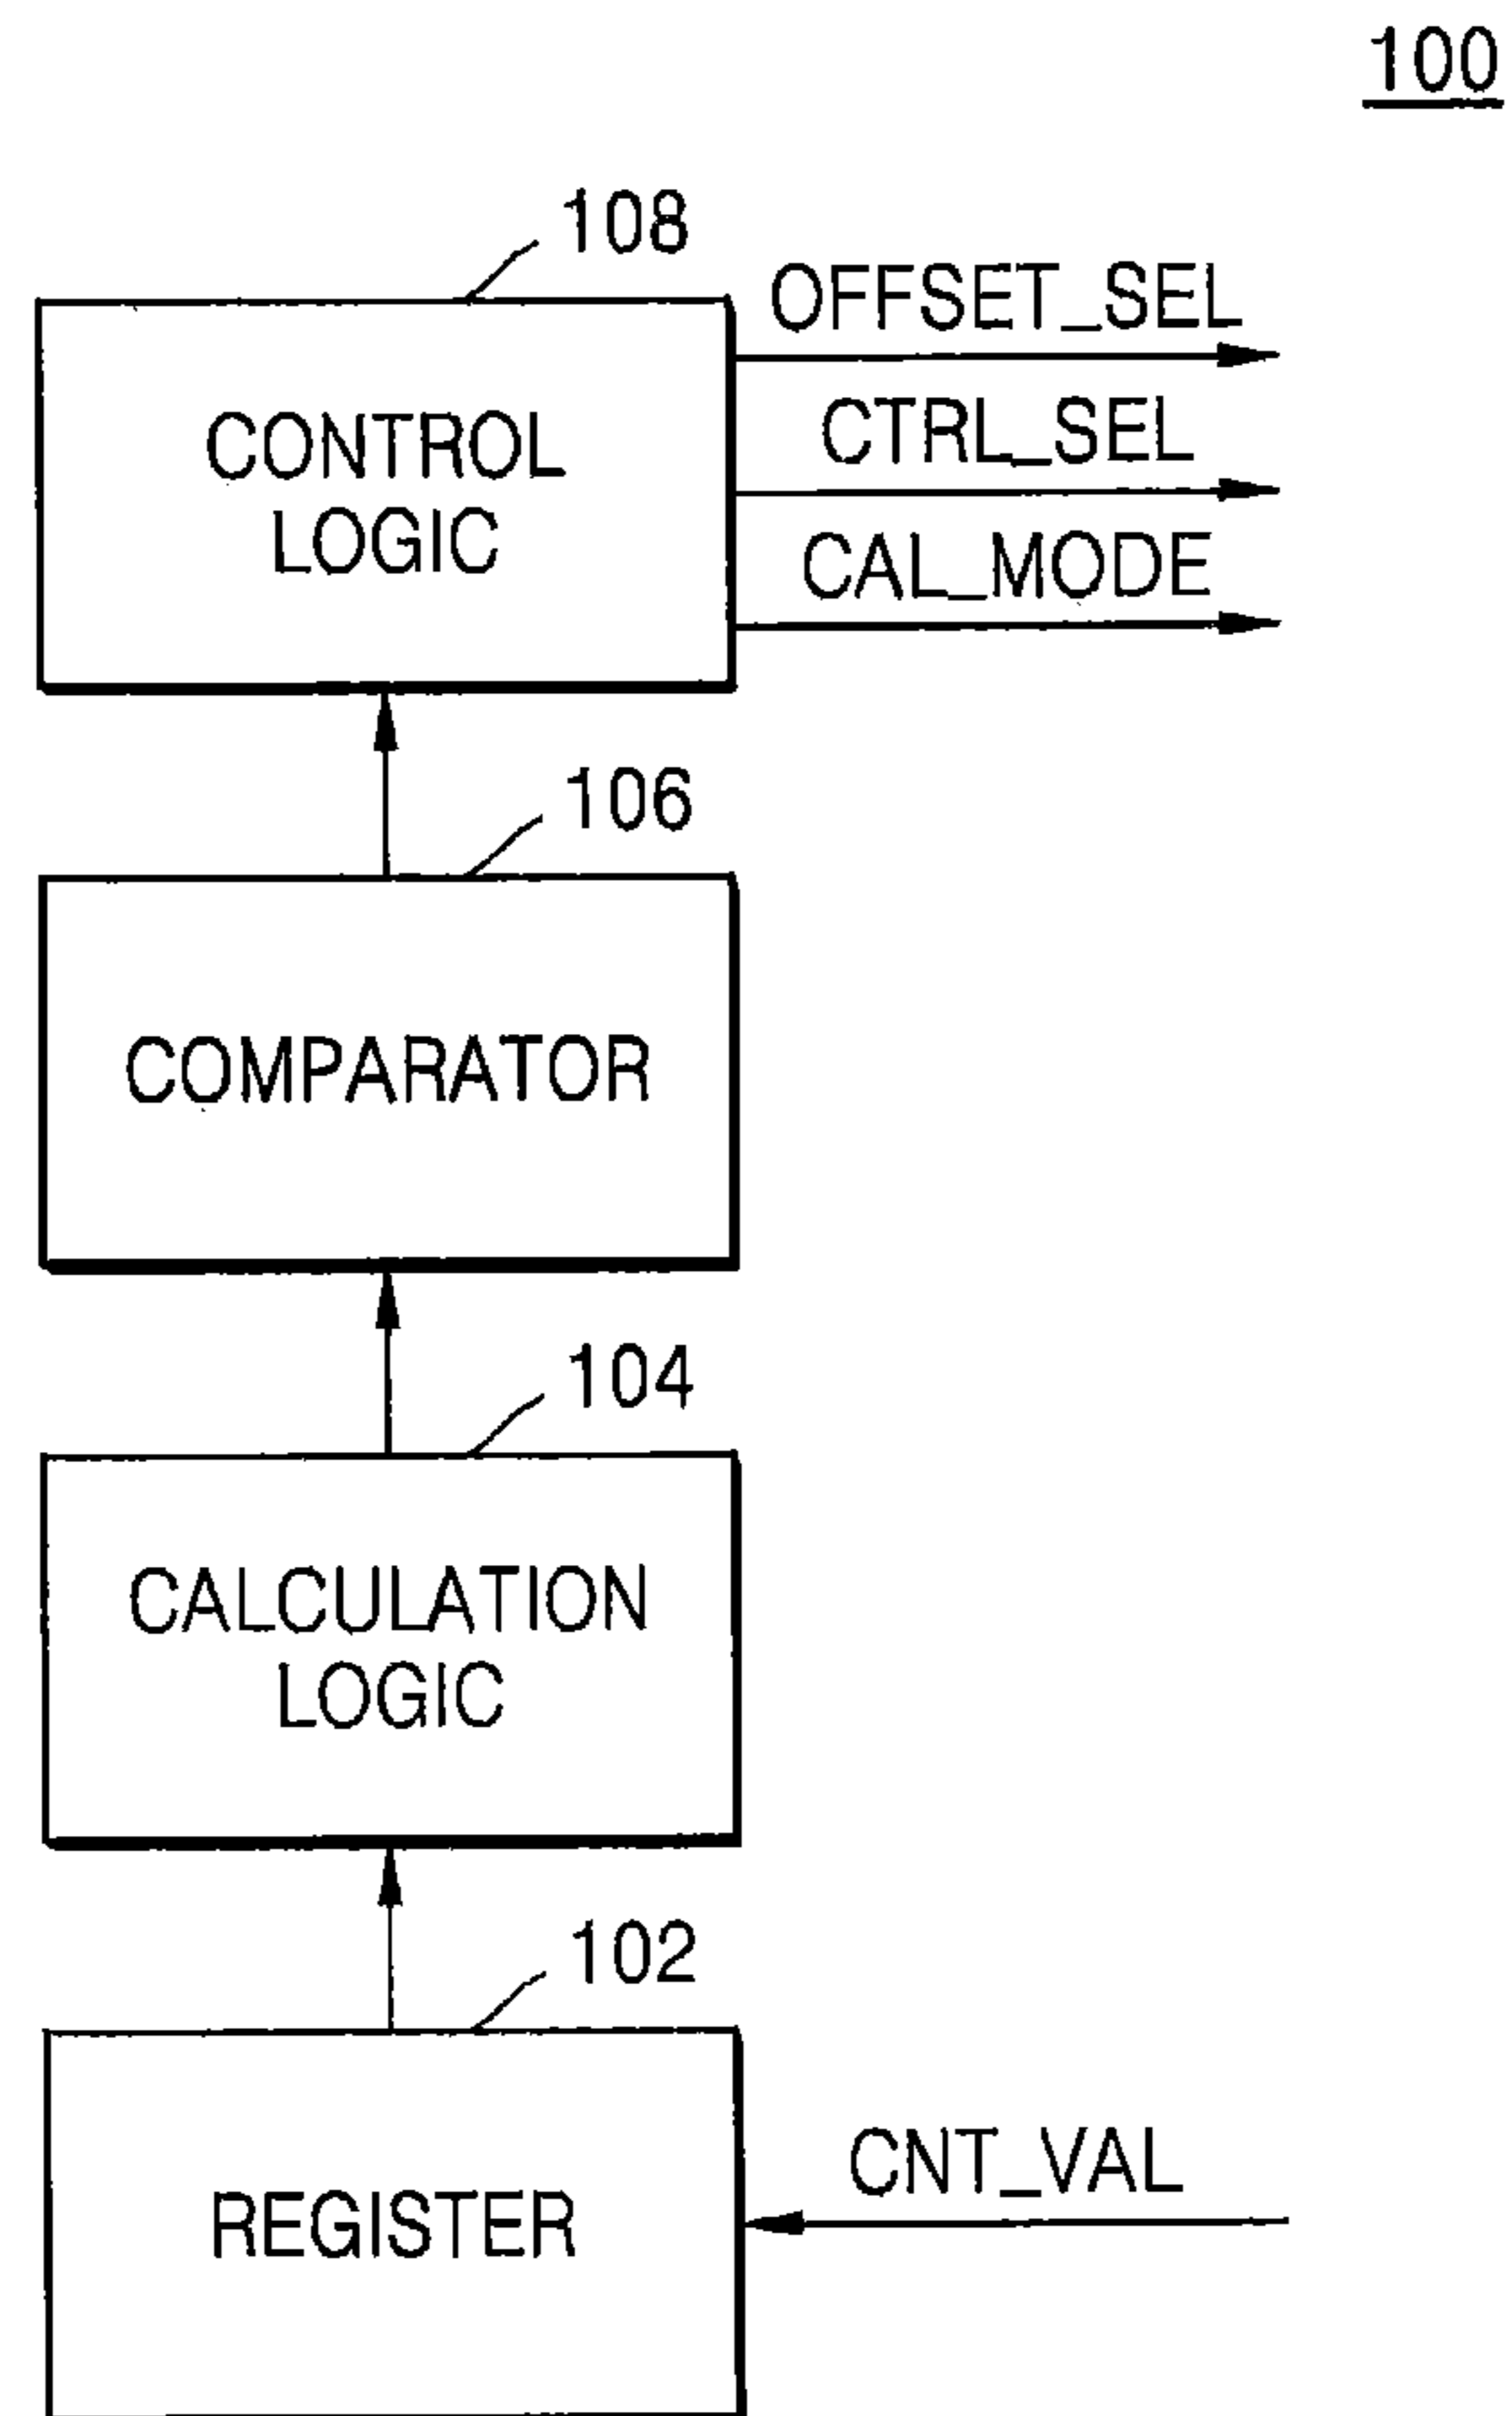 100
108
OFFSET_SEL
CONTROL
LOGIC
CTRL_SEL
CAL_MODE
106
COMPARATOR
104
CALCULATION
LOGIC
102
REGISTER
CNT_VAL